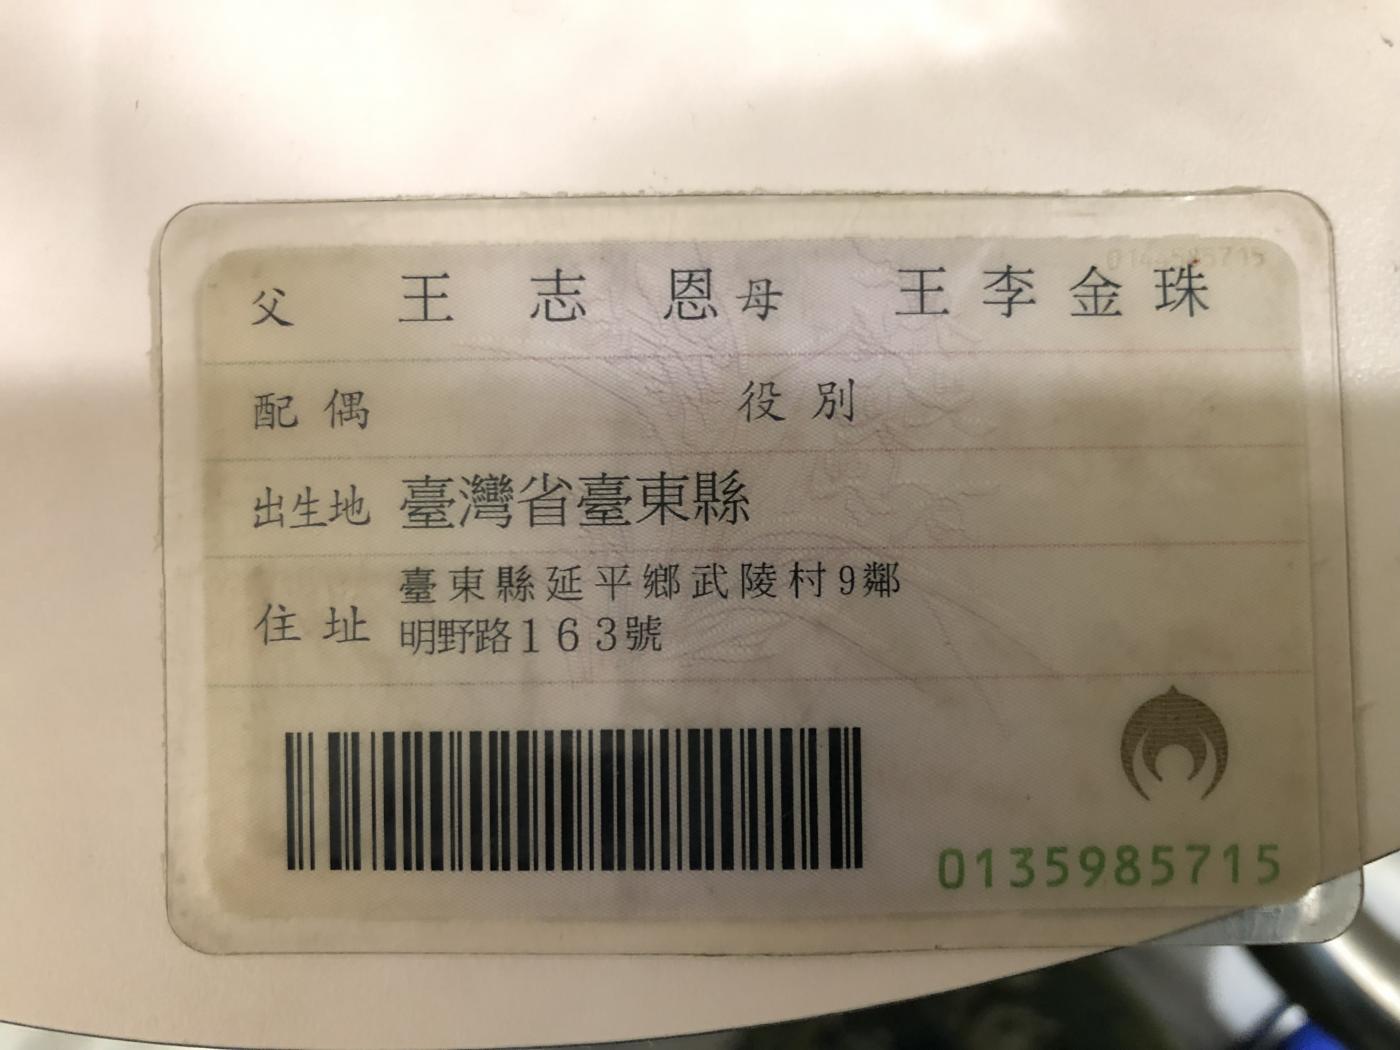 父 王志恩 母 王李金珠
配偶 役別
出生地 臺灣省臺東縣
住址 臺東縣延平鄉武陵村9鄰
明野路163號
0135985715